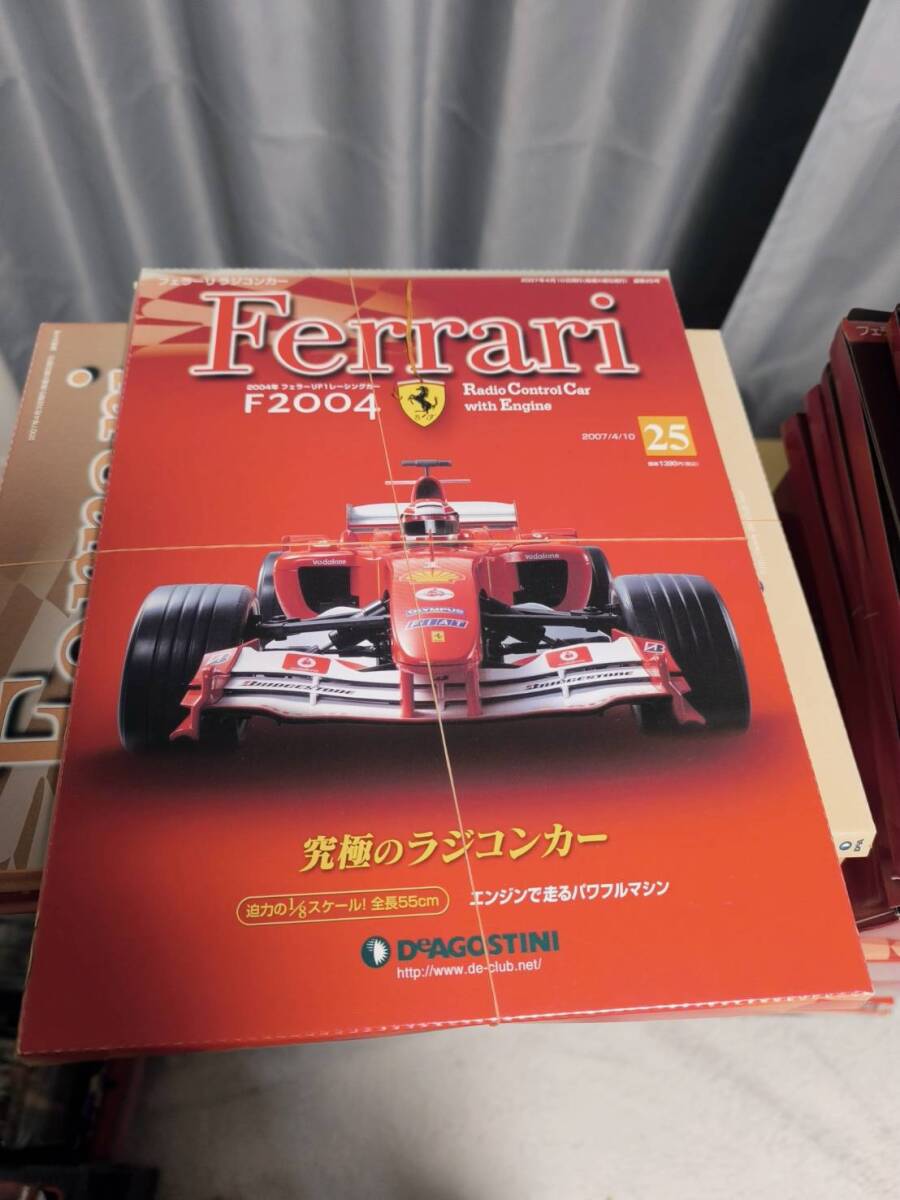 フェラーリ ラジコンカー
Ferrari
2004年 フェラーリF1レーシングカー
F2004
Radio Control Car
with Engine
2007/4/10
25
vodafone
vodafone
OLYMPUS
FIAT
BRIDGESTONE
BRIDGESTONE
究極のラジコンカー
迫力の1/8スケール! 全長55cm
エンジンで走るパワフルマシン
DeAGOSTINI
http://www.de-club.net/